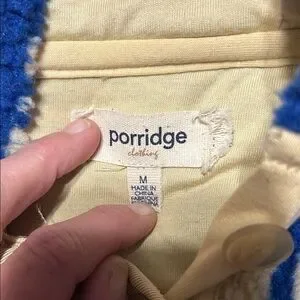 porridge
clothing
M
MADE IN
CHINA
FABRIQUÉ